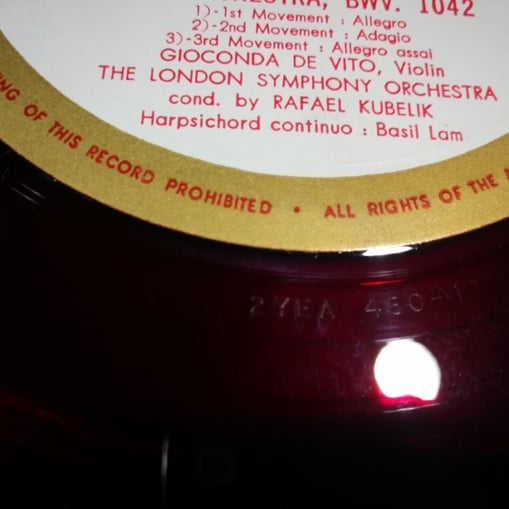 BWV. 1042
1)-1st Movement : Allegro
2)-2nd Movement : Adagio
3)-3rd Movement : Allegro assai
GIOCONDA DE VITO, Violin
THE LONDON SYMPHONY ORCHESTRA
cond. by RAFAEL KUBELIK
Harpsichord continuo : Basil Lam
OF THIS RECORD PROHIBITED • ALL RIGHTS OF THE
2YEA 480